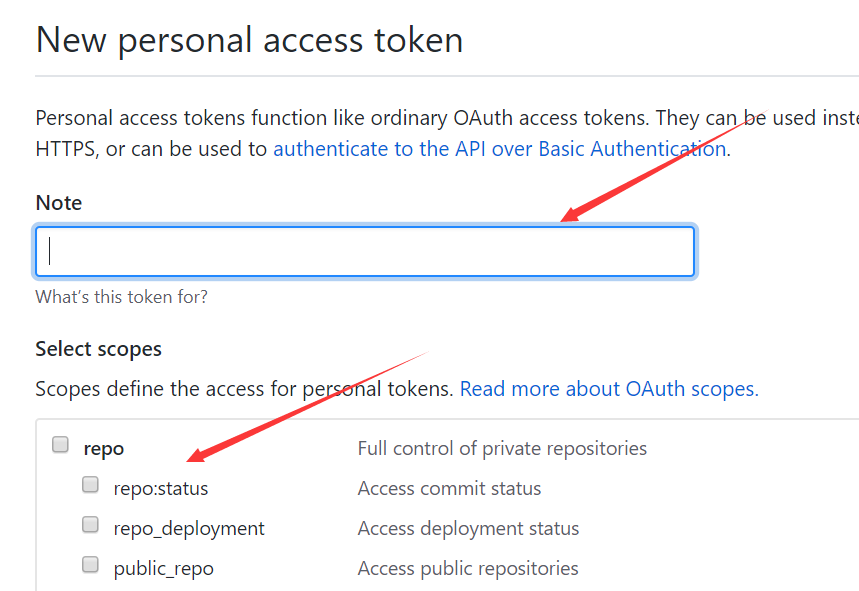 New personal access token
Personal access tokens function like ordinary OAuth access tokens. They can be used
HTTPS, or can be used to authenticate to the API over Basic Authentication.
Note
What's this token for?
Select scopes
Scopes define the access for personal tokens. Read more about OAuth scopes.
repo Full control of private repositories
repo:status Access commit status
repo_deployment Access deployment status
public_repo Access public repositories